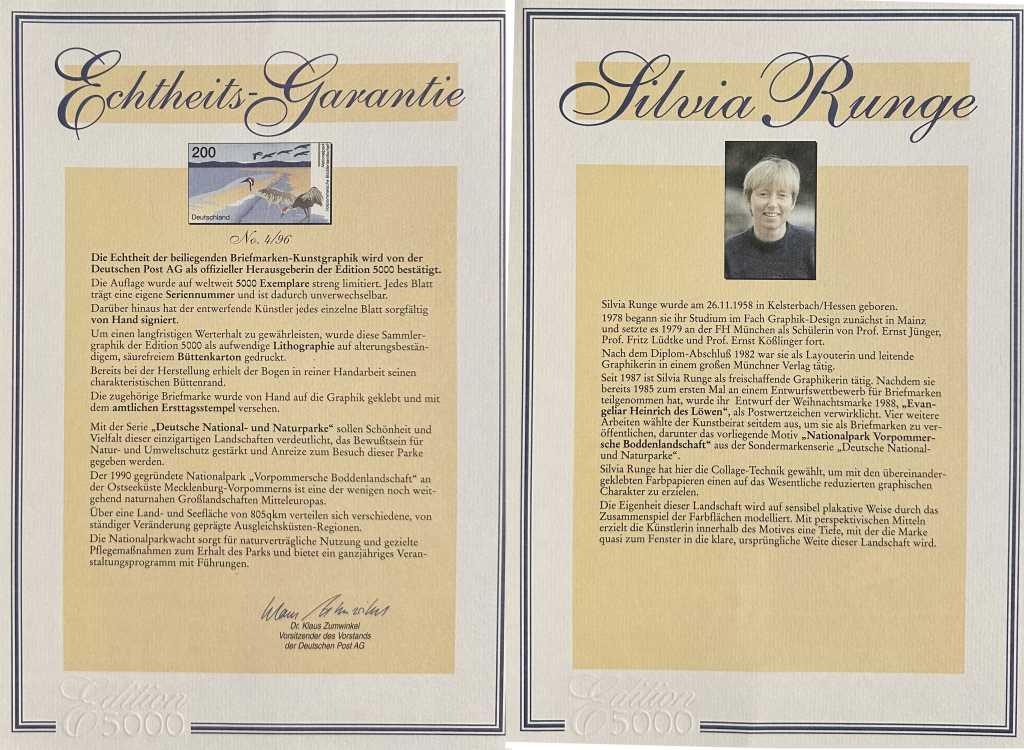 Echtheits-Garantie
200
Deutschland
No. 4/96
Die Echtheit der beiliegenden Briefmarken-Kunstgraphik wird von der
Deutschen Post AG als offizieller Herausgeberin der Edition 5000 bestätigt.
Die Auflage wurde auf weltweit 5000 Exemplare streng limitiert. Jedes Blatt
trägt eine eigene Seriennummer und ist dadurch unverwechselbar.
Darüber hinaus hat der entwerfende Künstler jedes einzelne Blatt sorgfältig
von Hand signiert.
Um einen langfristigen Werterhalt zu gewährleisten, wurde diese Sammler-
graphik der Edition 5000 als aufwendige Lithographie auf alterungsbestän-
digem, säurefreiem Büttenkarton gedruckt.
Bereits bei der Herstellung erhielt der Bogen in reiner Handarbeit seinen
charakteristischen Büttenrand.
Die zugehörige Briefmarke wurde von Hand auf die Graphik geklebt und mit
dem amtlichen Ersttagsstempel versehen.
Mit der Serie „Deutsche National- und Naturparke“ sollen Schönheit und
Vielfalt dieser einzigartigen Landschaften verdeutlicht, das Bewußtsein für
Natur- und Umweltschutz gestärkt und Anreize zum Besuch dieser Parke
gegeben werden.
Der 1990 gegründete Nationalpark „Vorpommersche Boddenlandschaft“ an
der Ostseeküste Mecklenburg-Vorpommerns ist eine der wenigen noch weit-
gehend naturnahen Großlandschaften Mitteleuropas.
Über eine Land- und Seefläche von 805qkm verteilen sich verschiedene, von
ständiger Veränderung geprägte Ausgleichsküsten-Regionen.
Die Nationalparkwacht sorgt für naturverträgliche Nutzung und gezielte
Pflegemaßnahmen zum Erhalt des Parks und bietet ein ganzjähriges Veran-
staltungsprogramm mit Führungen.
Klaus Zumwinkel
Dr. Klaus Zumwinkel
Vorsitzender des Vorstands
der Deutschen Post AG
Edition
5000
Silvia Runge
Silvia Runge wurde am 26.11.1958 in Kelsterbach/Hessen geboren.
1978 begann sie ihr Studium im Fach Graphik-Design zunächst in Mainz
und setzte es 1979 an der FH München als Schülerin von Prof. Ernst Jünger,
Prof. Fritz Lüdtke und Prof. Ernst Kößlinger fort.
Nach dem Diplom-Abschluß 1982 war sie als Layouterin und leitende
Graphikerin in einem großen Münchner Verlag tätig.
Seit 1987 ist Silvia Runge als freischaffende Graphikerin tätig. Nachdem sie
bereits 1985 zum ersten Mal an einem Entwurfswettbewerb für Briefmarken
teilgenommen hat, wurde ihr Entwurf der Weihnachtsmarke 1988, „Evan-
geliar Heinrich des Löwen“, als Postwertzeichen verwirklicht. Vier weitere
Arbeiten wählte der Kunstbeirat seitdem aus, um sie als Briefmarken zu ver-
öffentlichen, darunter das vorliegende Motiv „Nationalpark Vorpommer-
sche Boddenlandschaft“ aus der Sondermarkenserie „Deutsche National-
und Naturparke“.
Silvia Runge hat hier die Collage-Technik gewählt, um mit den übereinander-
geklebten Farbpapieren einen auf das Wesentliche reduzierten graphischen
Charakter zu erzielen.
Die Eigenheit dieser Landschaft wird auf sensibel plakative Weise durch das
Zusammenspiel der Farbflächen modelliert. Mit perspektivischen Mitteln
erzielt die Künstlerin innerhalb des Motives eine Tiefe, mit der die Marke
quasi zum Fenster in die klare, ursprüngliche Weite dieser Landschaft wird.
Edition
5000